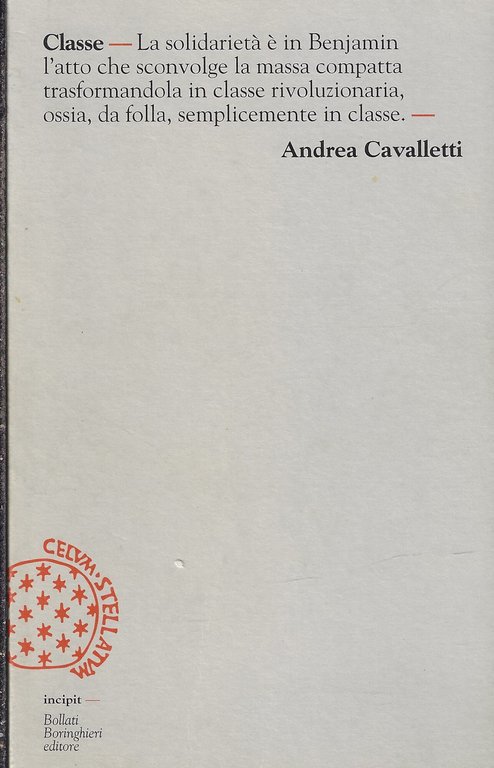 Classe — La solidarietà è in Benjamin
l’atto che sconvolge la massa compatta
trasformandola in classe rivoluzionaria,
ossia, da folla, semplicemente in classe. —
Andrea Cavalletti
CELVM · STELLATVM
incipit —
Bollati
Boringhieri
editore